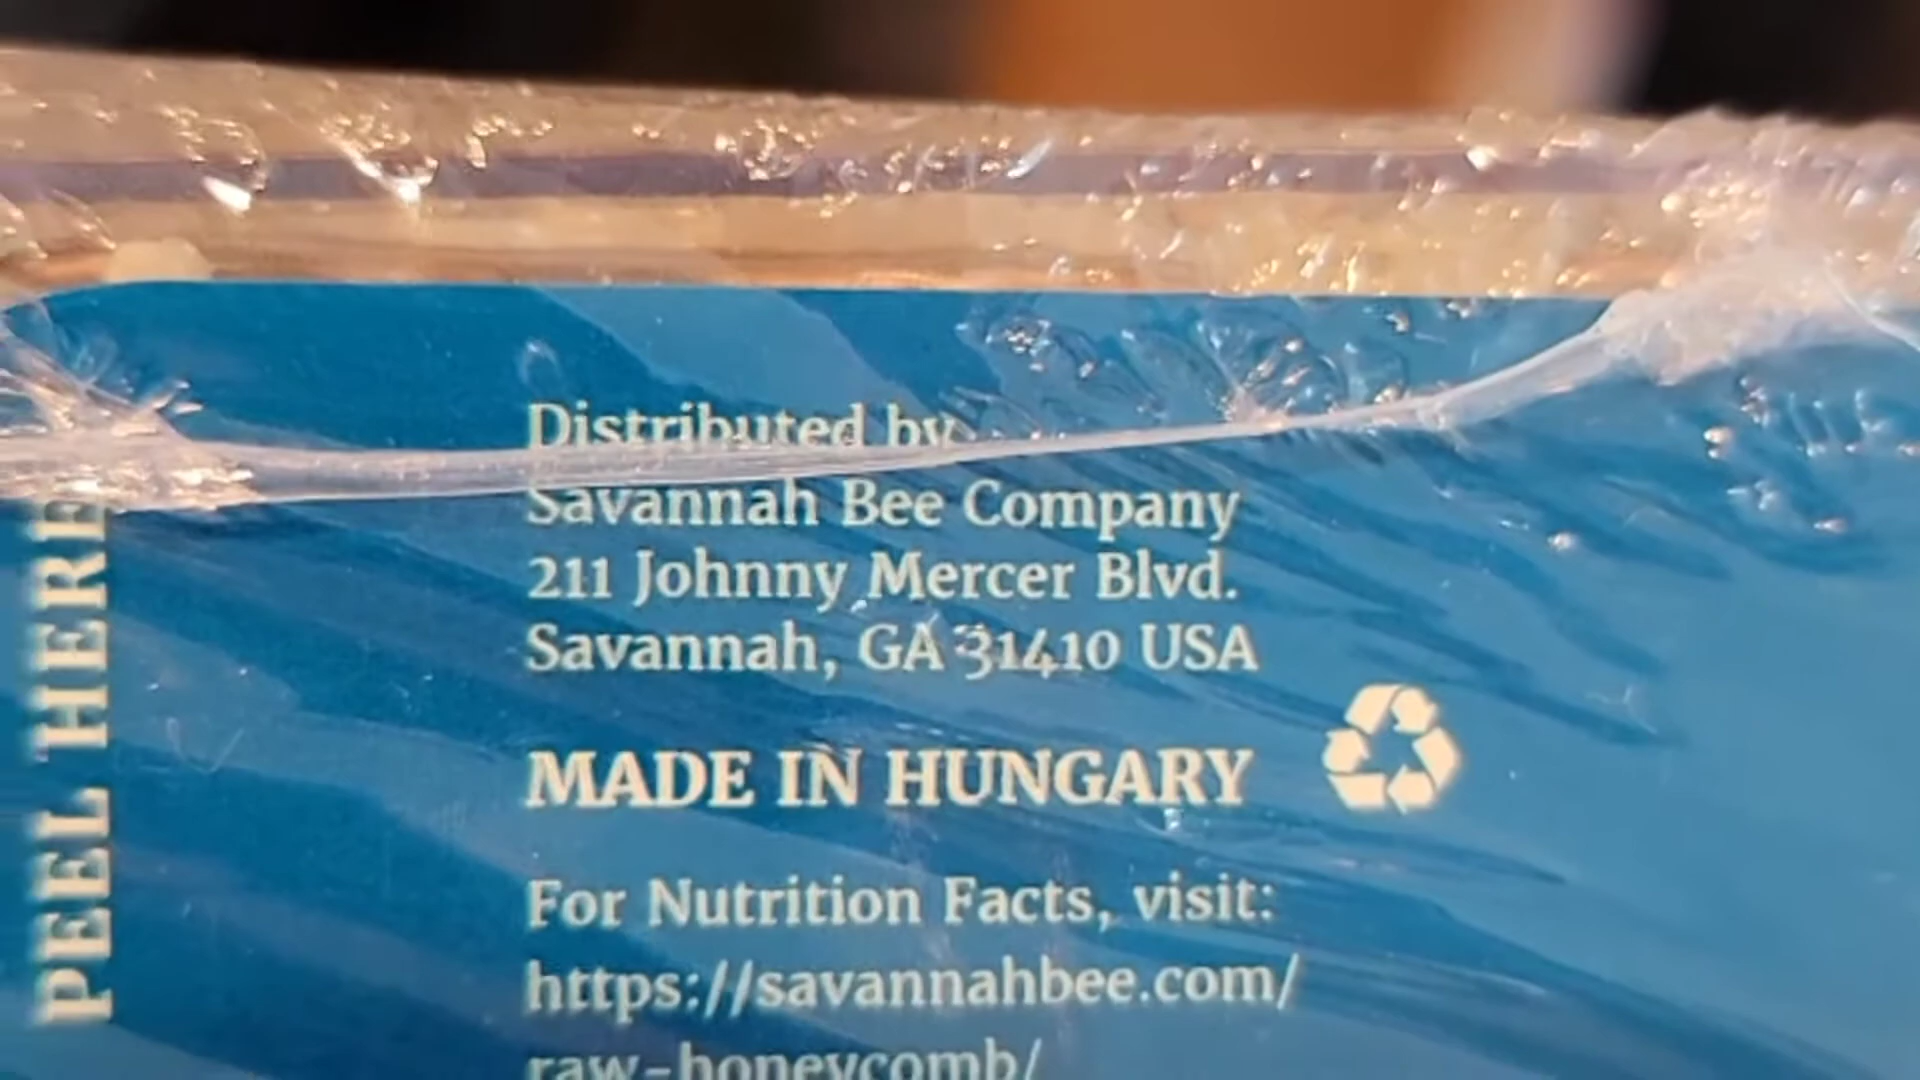 Distributed by
Savannah Bee Company
211 Johnny Mercer Blvd.
Savannah, GA 31410 USA
MADE IN HUNGARY
For Nutrition Facts, visit:
https://savannahbee.com/
raw-honeycomb/
PEEL HERE